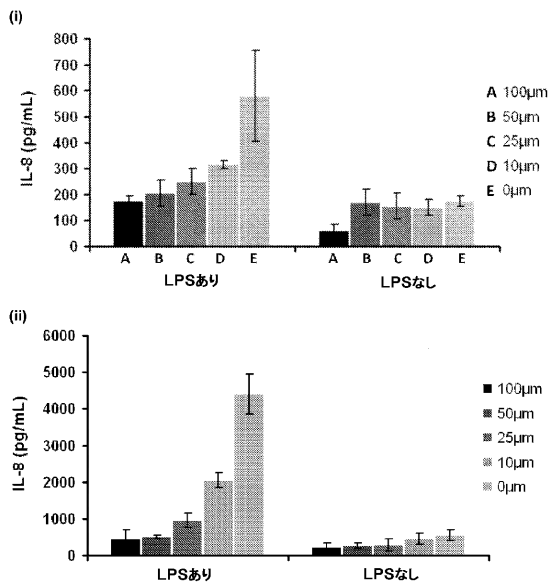 (i)
IL-8 (pg/mL)
800
700
600
500
400
300
200
100
0
A B C D E A B C D E
LPSあり LPSなし
A 100μm
B 50μm
C 25μm
D 10μm
E 0μm
(ii)
IL-8 (pg/mL)
6000
5000
4000
3000
2000
1000
0
LPSあり LPSなし
100μm
50μm
25μm
10μm
0μm